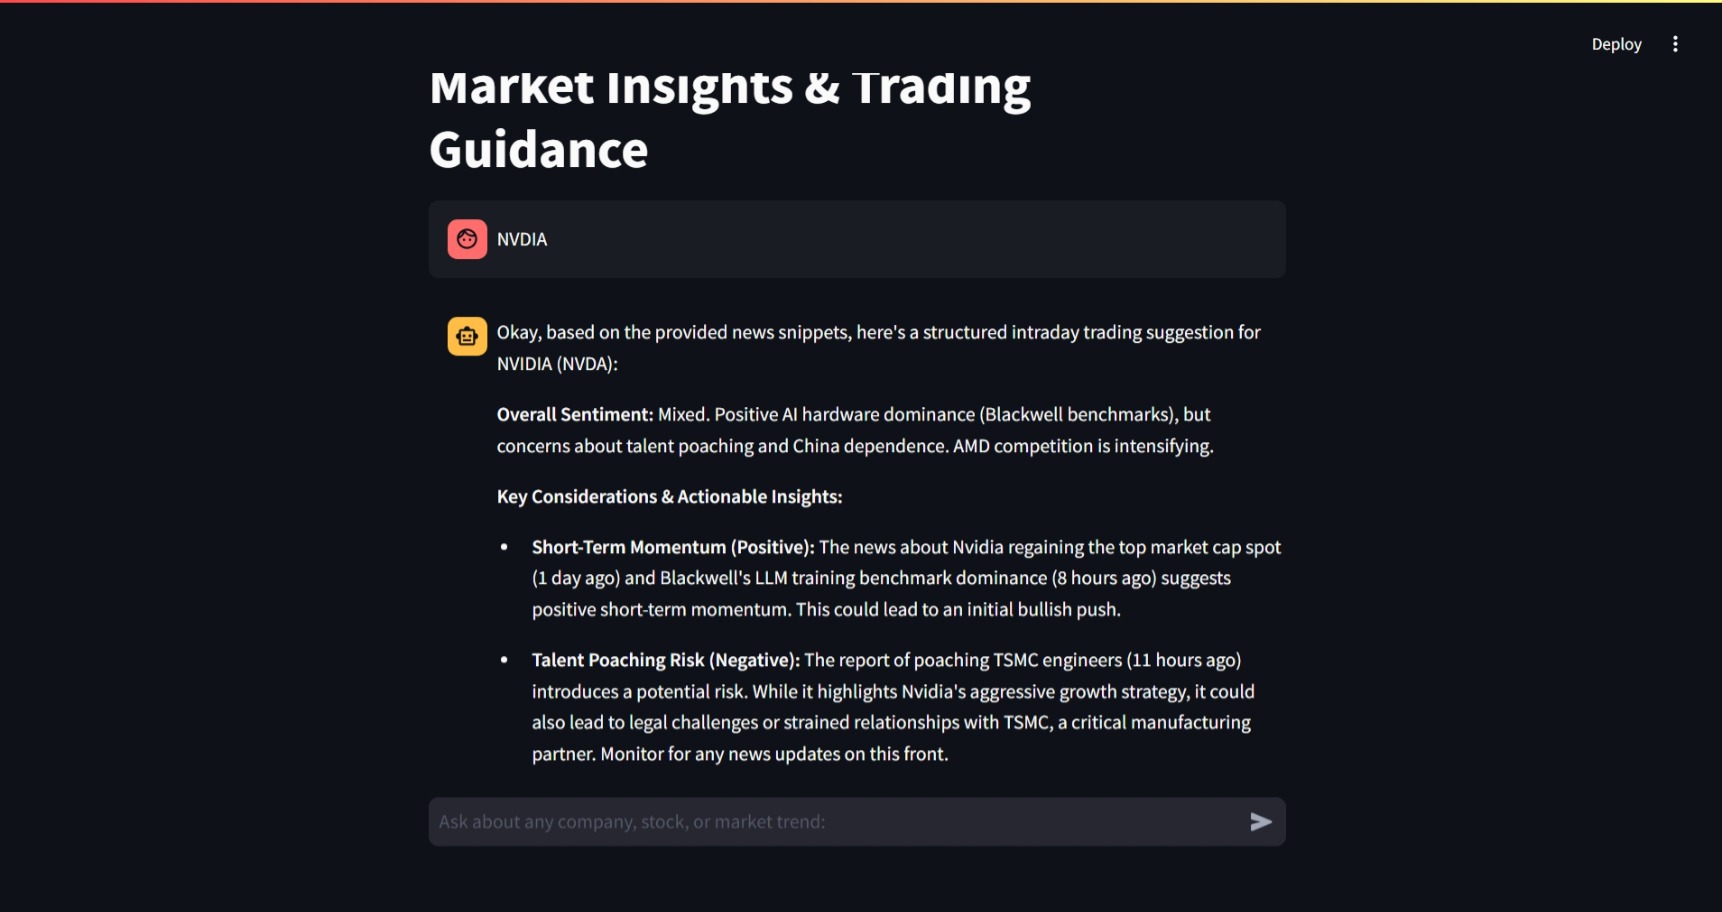 Deploy
Market Insights & Trading
Guidance
NVDIA
Okay, based on the provided news snippets, here's a structured intraday trading suggestion for
NVIDIA (NVDA):
Overall Sentiment: Mixed. Positive AI hardware dominance (Blackwell benchmarks), but
concerns about talent poaching and China dependence. AMD competition is intensifying.
Key Considerations & Actionable Insights:
• Short-Term Momentum (Positive): The news about Nvidia regaining the top market cap spot
(1 day ago) and Blackwell's LLM training benchmark dominance (8 hours ago) suggests
positive short-term momentum. This could lead to an initial bullish push.
• Talent Poaching Risk (Negative): The report of poaching TSMC engineers (11 hours ago)
introduces a potential risk. While it highlights Nvidia's aggressive growth strategy, it could
also lead to legal challenges or strained relationships with TSMC, a critical manufacturing
partner. Monitor for any news updates on this front.
Ask about any company, stock, or market trend: